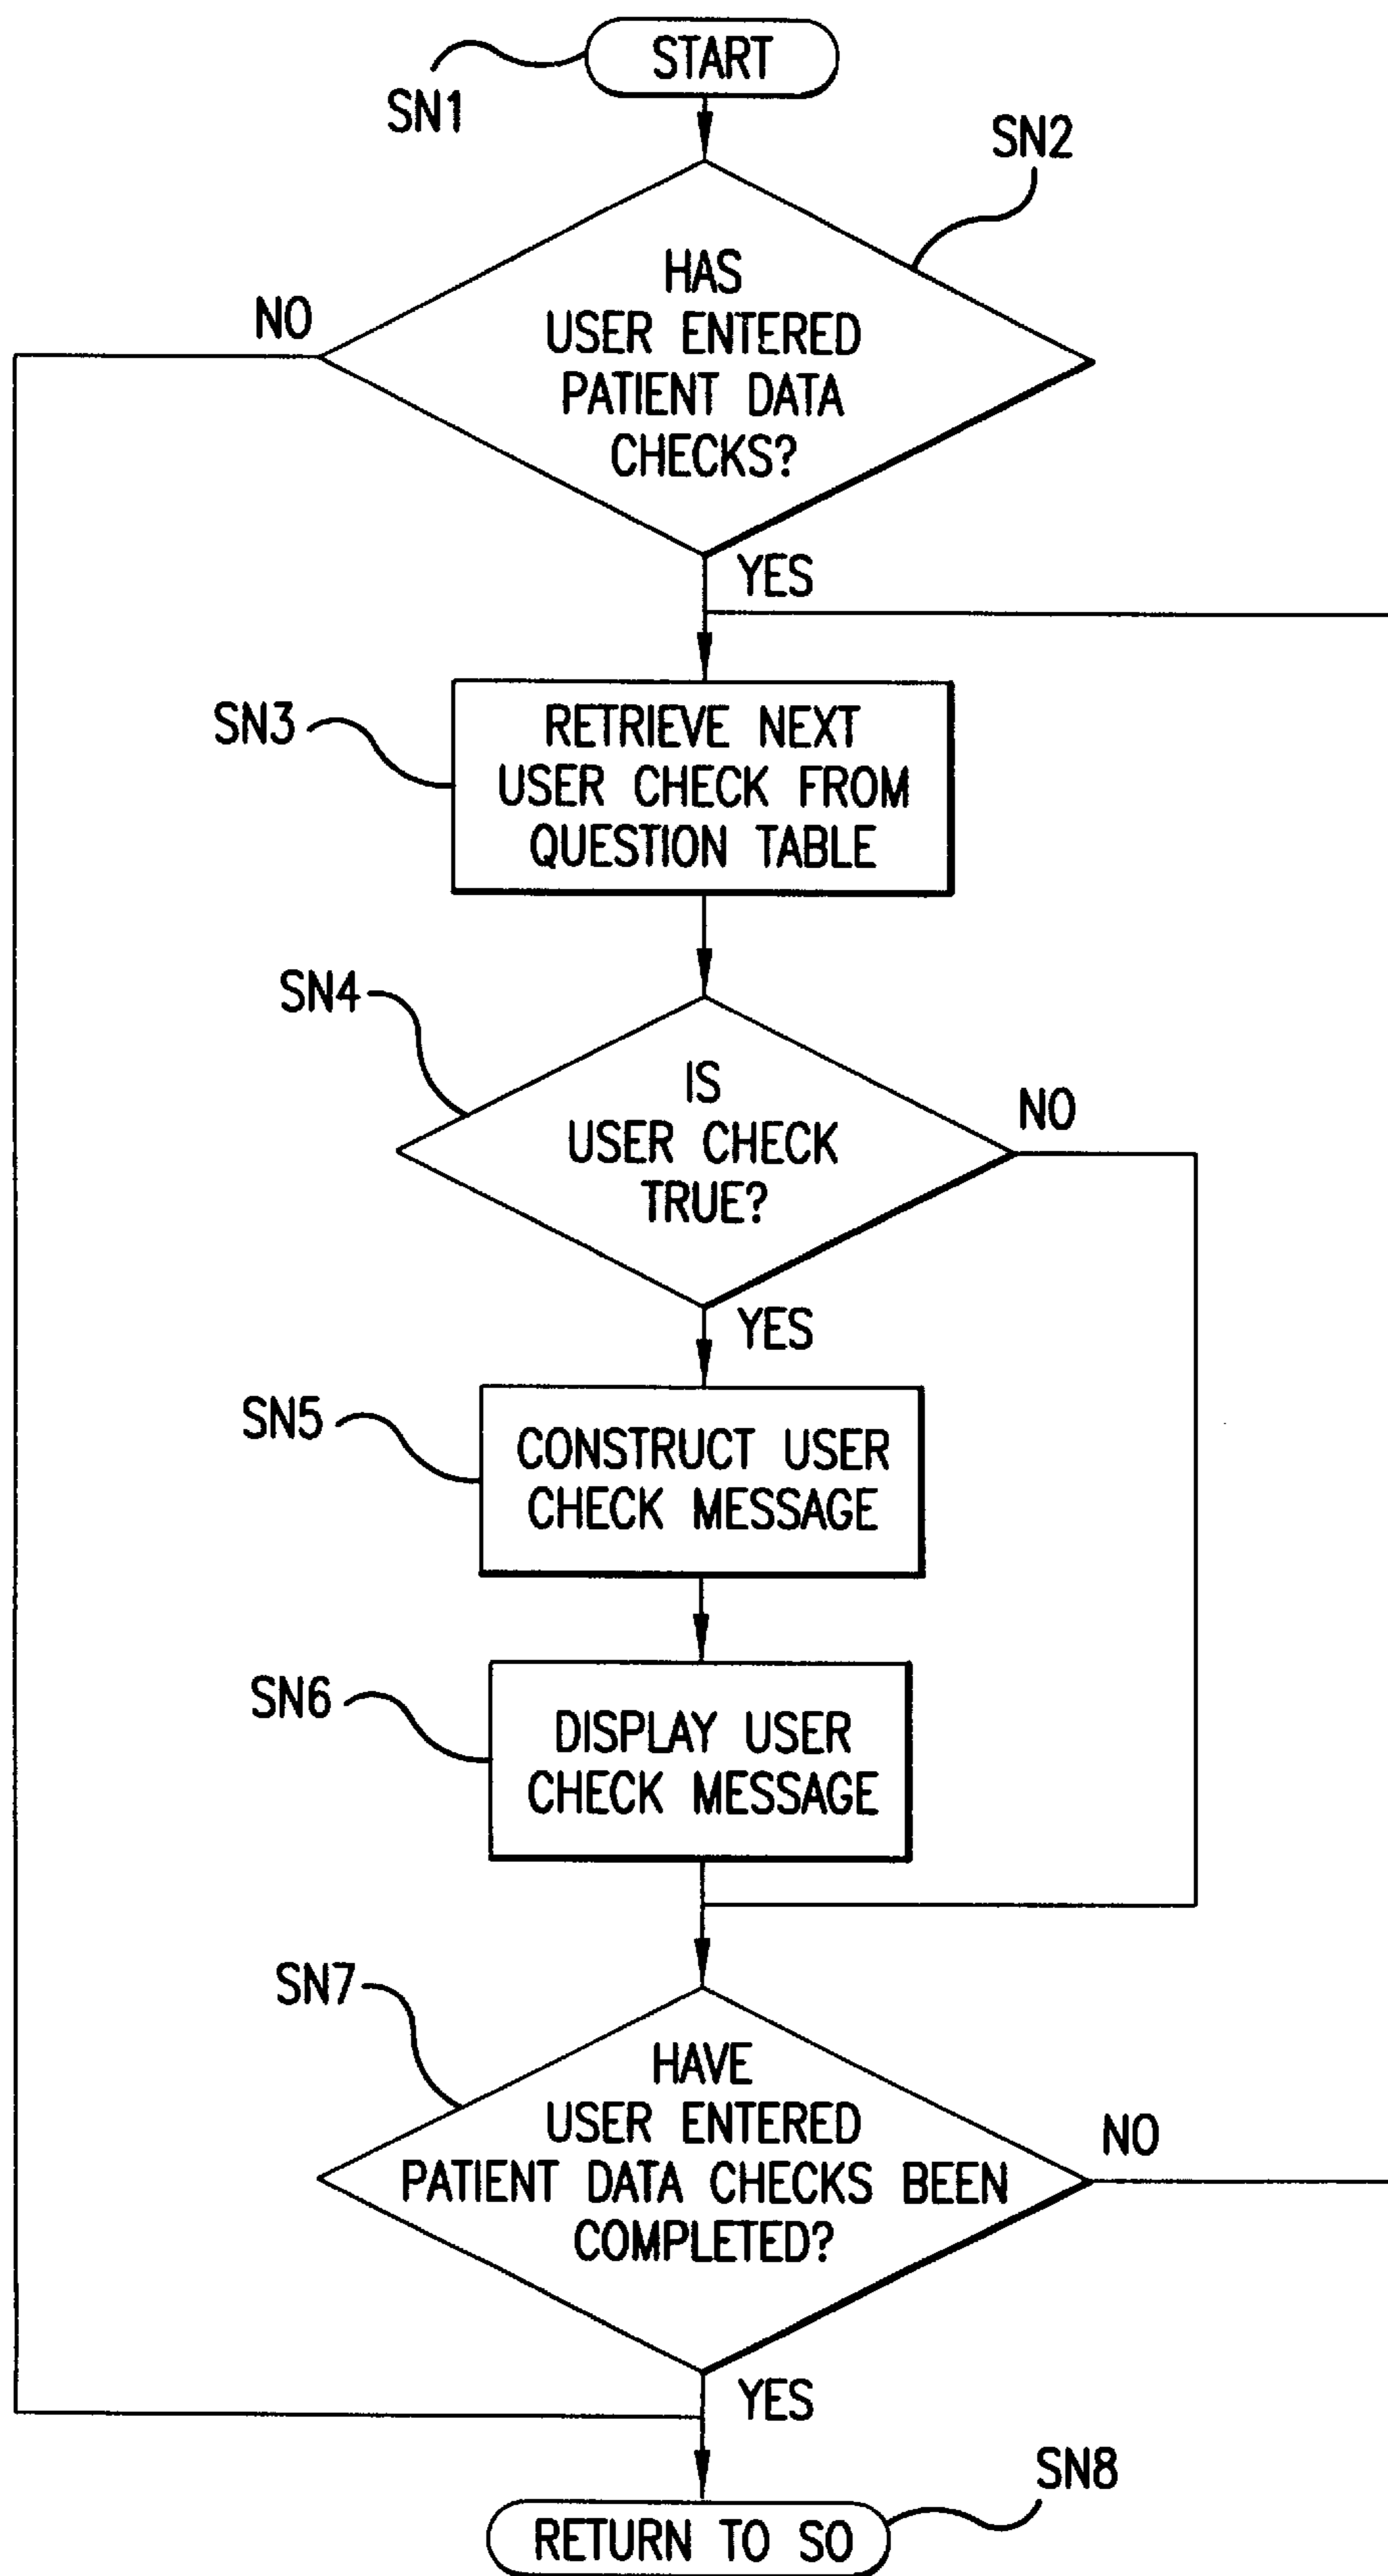 START
SN1
SN2
HAS
USER ENTERED
PATIENT DATA
CHECKS?
NO
YES
SN3
RETRIEVE NEXT
USER CHECK FROM
QUESTION TABLE
SN4
IS
USER CHECK
TRUE?
NO
YES
SN5
CONSTRUCT USER
CHECK MESSAGE
SN6
DISPLAY USER
CHECK MESSAGE
SN7
HAVE
USER ENTERED
PATIENT DATA CHECKS BEEN
COMPLETED?
NO
YES
SN8
RETURN TO SO